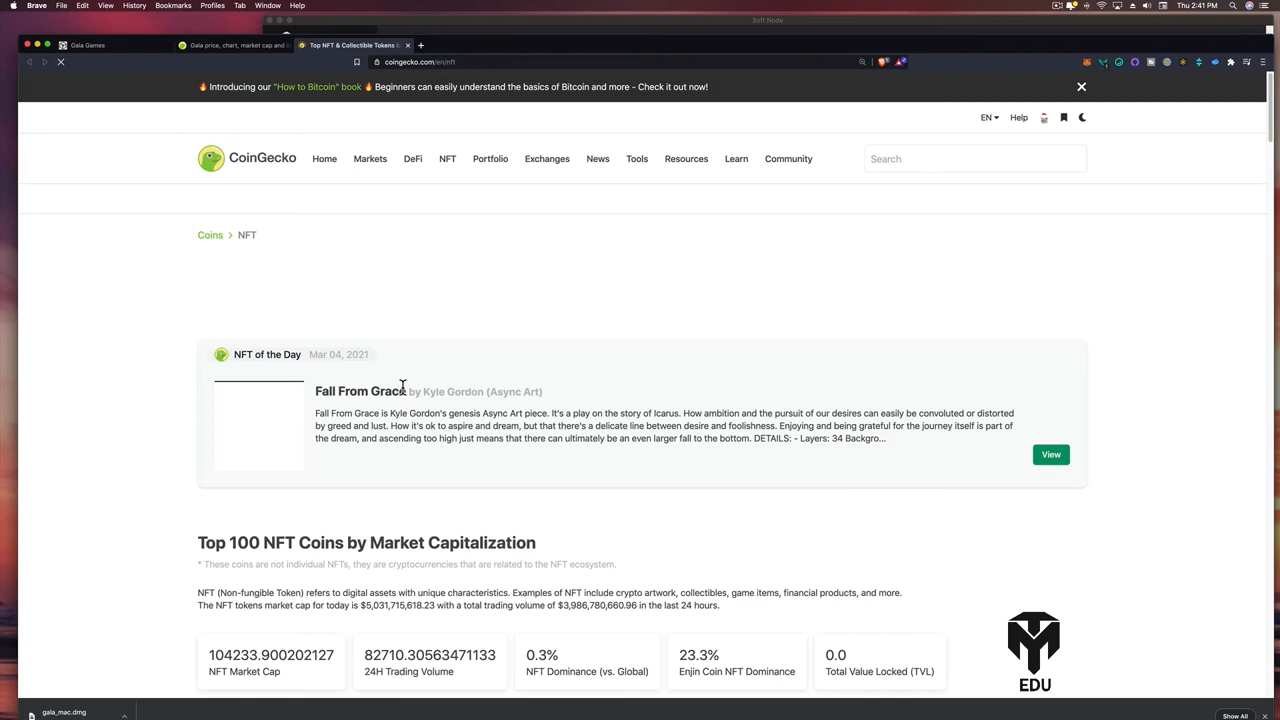 Brave File Edit View History Bookmarks Profiles Tab Window Help
Thu 2:41 PM
Soft Node
Gala Games
Gala price, chart, market cap and i
Top NFT & Collectible Tokens b
coingecko.com/en/nft
Introducing our "How to Bitcoin" book Beginners can easily understand the basics of Bitcoin and more - Check it out now!
EN Help
CoinGecko Home Markets DeFi NFT Portfolio Exchanges News Tools Resources Learn Community Search
Coins > NFT
NFT of the Day Mar 04, 2021
Fall From Grace by Kyle Gordon (Async Art)
Fall From Grace is Kyle Gordon's genesis Async Art piece. It's a play on the story of Icarus. How ambition and the pursuit of our desires can easily be convoluted or distorted
by greed and lust. How it's ok to aspire and dream, but that there's a delicate line between desire and foolishness. Enjoying and being grateful for the journey itself is part of
the dream, and ascending too high just means that there can ultimately be an even larger fall to the bottom. DETAILS: - Layers: 34 Backgro...
View
Top 100 NFT Coins by Market Capitalization
* These coins are not individual NFTs, they are cryptocurrencies that are related to the NFT ecosystem.
NFT (Non-fungible Token) refers to digital assets with unique characteristics. Examples of NFT include crypto artwork, collectibles, game items, financial products, and more.
The NFT tokens market cap for today is $5,031,715,618.23 with a total trading volume of $3,986,780,660.96 in the last 24 hours.
104233.900202127 82710.30563471133 0.3% 23.3% 0.0
NFT Market Cap 24H Trading Volume NFT Dominance (vs. Global) Enjin Coin NFT Dominance Total Value Locked (TVL)
EDU
gala_mac.dmg
Show All